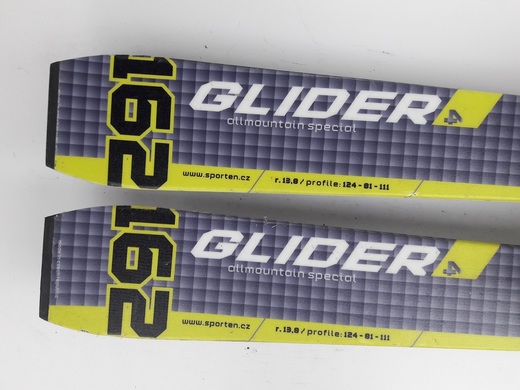 162
GLIDER 4
allmountain special
www.sporten.cz / r. 13,8 / profile: 124 - 81 - 111
162
GLIDER 4
allmountain special
www.sporten.cz / r. 13,8 / profile: 124 - 81 - 111